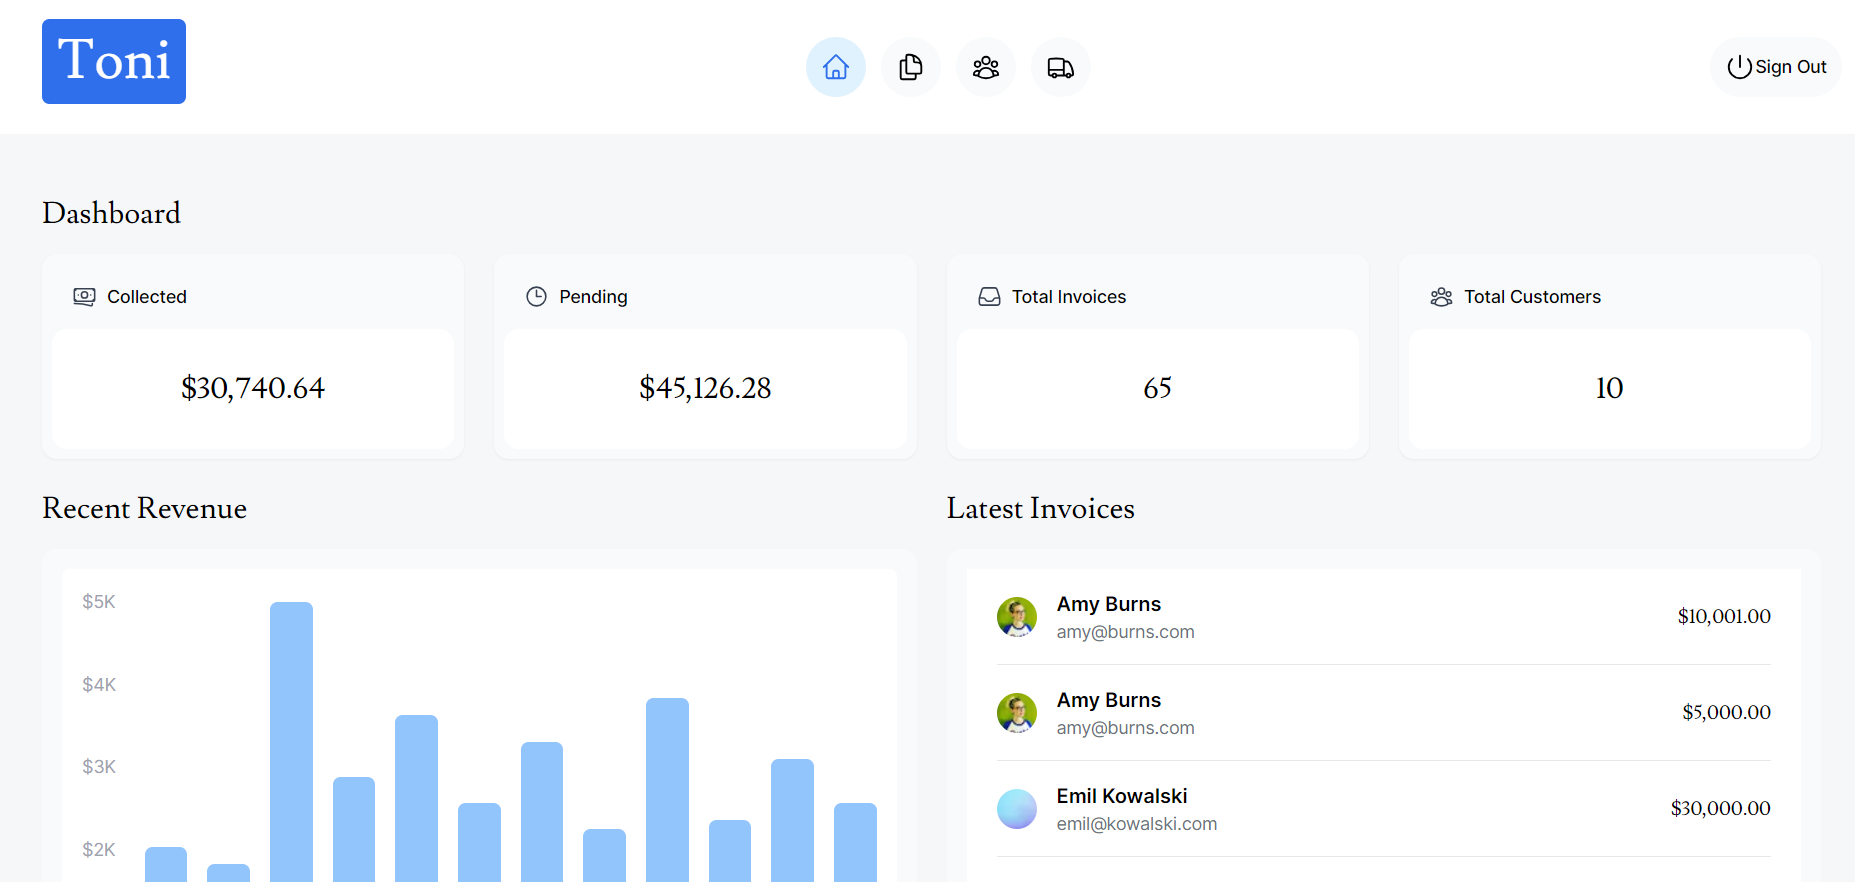 Toni
Sign Out
Dashboard
Collected
$30,740.64
Pending
$45,126.28
Total Invoices
65
Total Customers
10
Recent Revenue
$5K
$4K
$3K
$2K
Latest Invoices
Amy Burns
amy@burns.com
$10,001.00
Amy Burns
amy@burns.com
$5,000.00
Emil Kowalski
emil@kowalski.com
$30,000.00